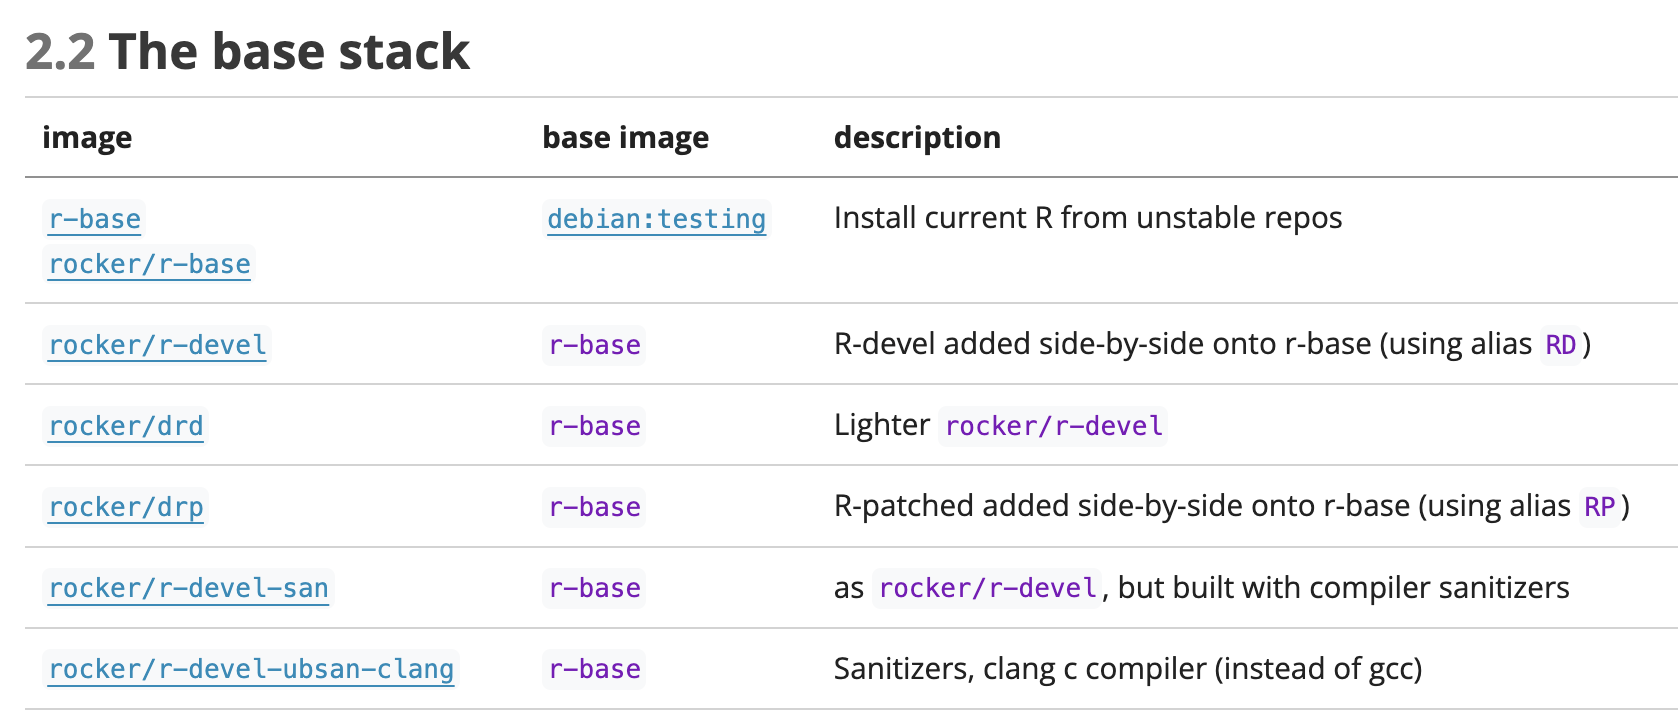 2.2 The base stack
image base image description
r-base debian:testing Install current R from unstable repos
rocker/r-base
rocker/r-devel r-base R-devel added side-by-side onto r-base (using alias RD)
rocker/drd r-base Lighter rocker/r-devel
rocker/drp r-base R-patched added side-by-side onto r-base (using alias RP)
rocker/r-devel-san r-base as rocker/r-devel, but built with compiler sanitizers
rocker/r-devel-ubsan-clang r-base Sanitizers, clang c compiler (instead of gcc)